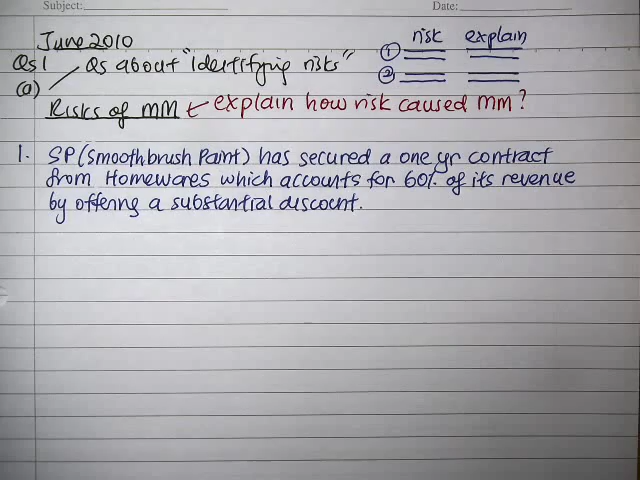 Subject: Date:
June 2010
risk explain
Qs 1 Qs about "identifying risks"
①
(a)
②
Risks of MM ← explain how risk caused MM?
1. SP (Smoothbrush Paint) has secured a one yr contract
from Homewares which accounts for 60% of its revenue
by offering a substantial discount.